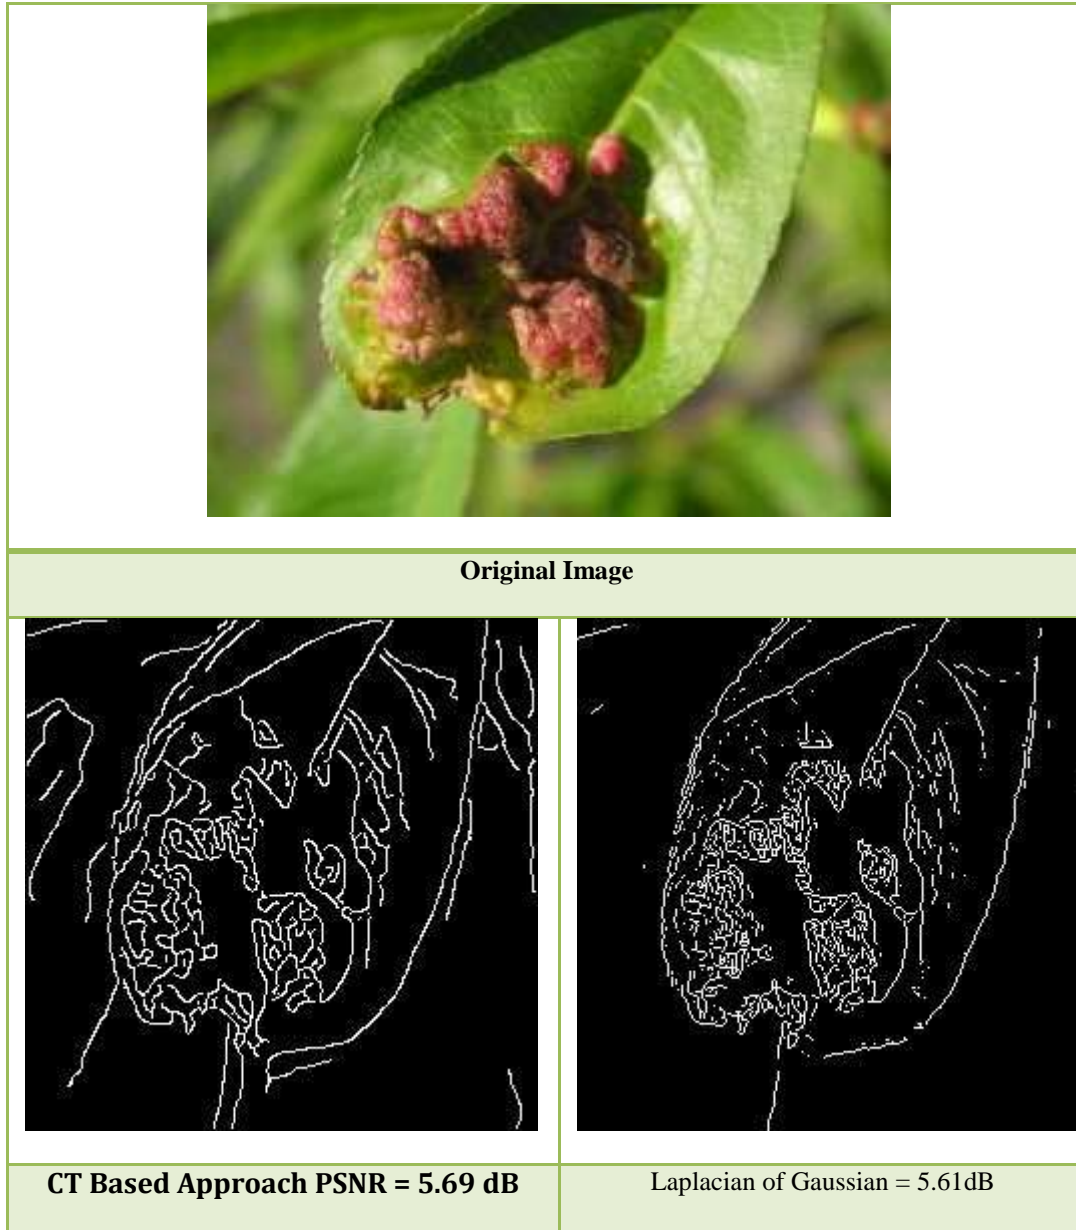 Original Image
CT Based Approach PSNR = 5.69 dB
Laplacian of Gaussian = 5.61dB